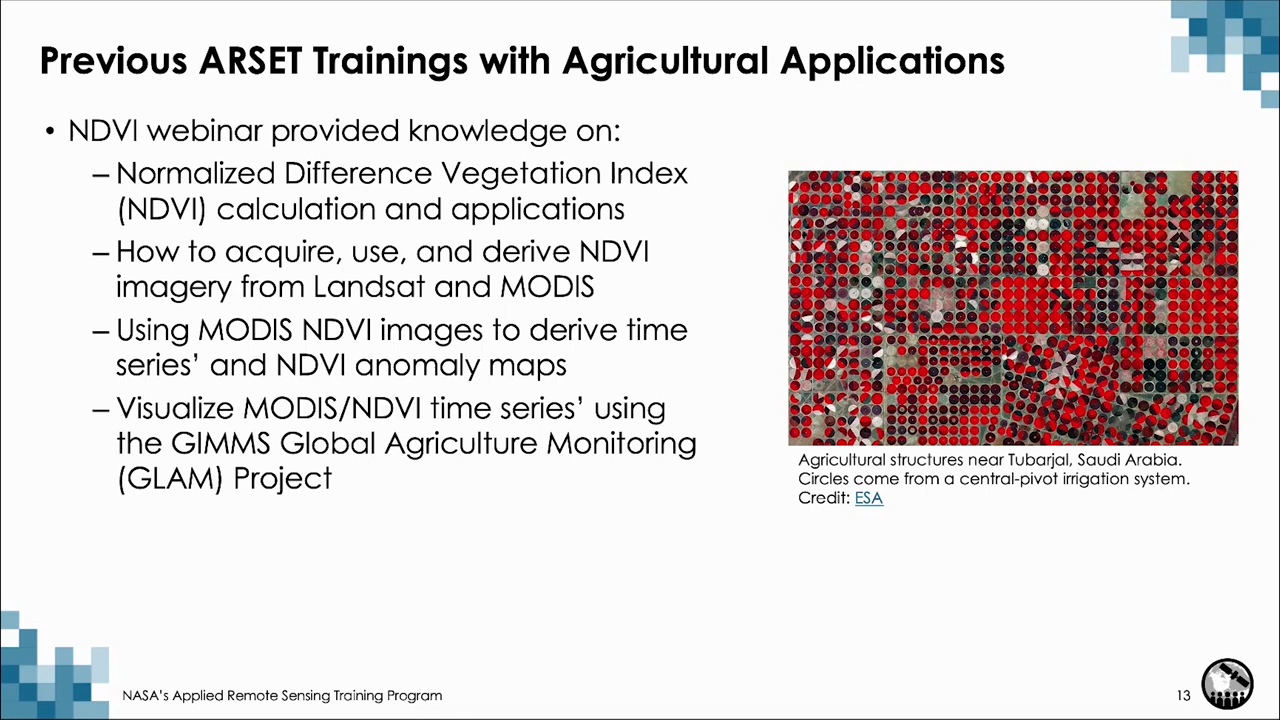 Previous ARSET Trainings with Agricultural Applications
• NDVI webinar provided knowledge on:
– Normalized Difference Vegetation Index
(NDVI) calculation and applications
– How to acquire, use, and derive NDVI
imagery from Landsat and MODIS
– Using MODIS NDVI images to derive time
series’ and NDVI anomaly maps
– Visualize MODIS/NDVI time series’ using
the GIMMS Global Agriculture Monitoring
(GLAM) Project
Agricultural structures near Tubarjal, Saudi Arabia.
Circles come from a central-pivot irrigation system.
Credit: ESA
NASA’s Applied Remote Sensing Training Program
13